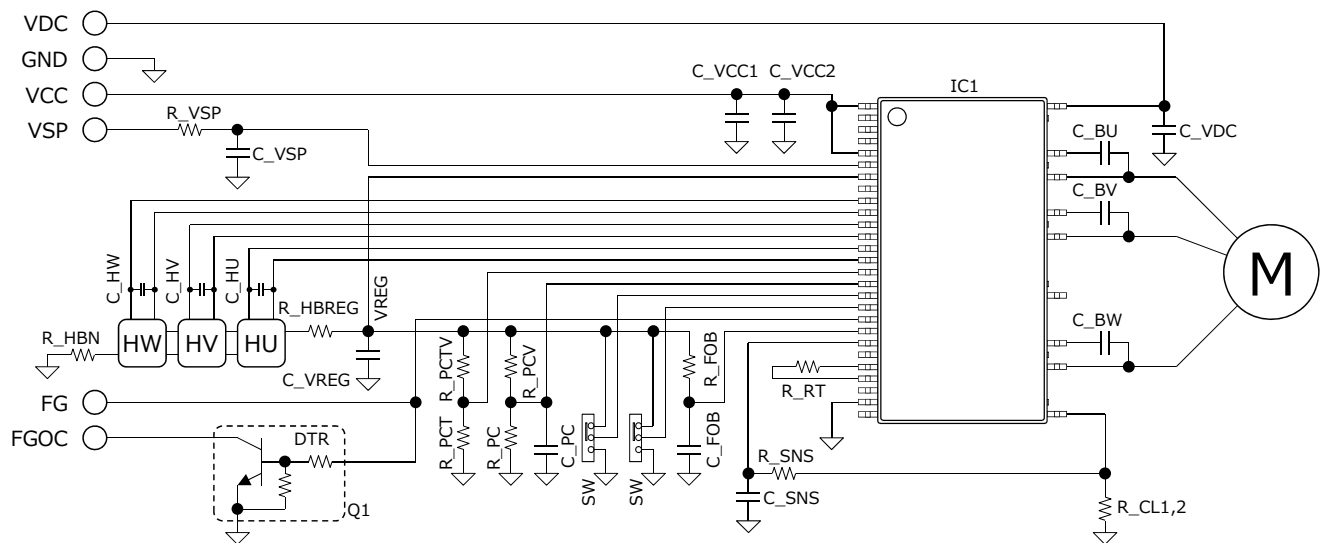 VDC
GND
VCC
VSP
R_VSP
C_VSP
C_VCC1 C_VCC2
IC1
C_VDC
C_BU
C_BV
C_BW
M
C_HW
C_HV
C_HU
R_HBREG
VREG
R_HBN
HW
HV
HU
C_VREG
R_PCTV
R_PCV
R_FOB
R_RT
FG
FGOC
DTR
Q1
R_PCT
R_PC
C_PC
SW
SW
C_FOB
R_SNS
C_SNS
R_CL1,2